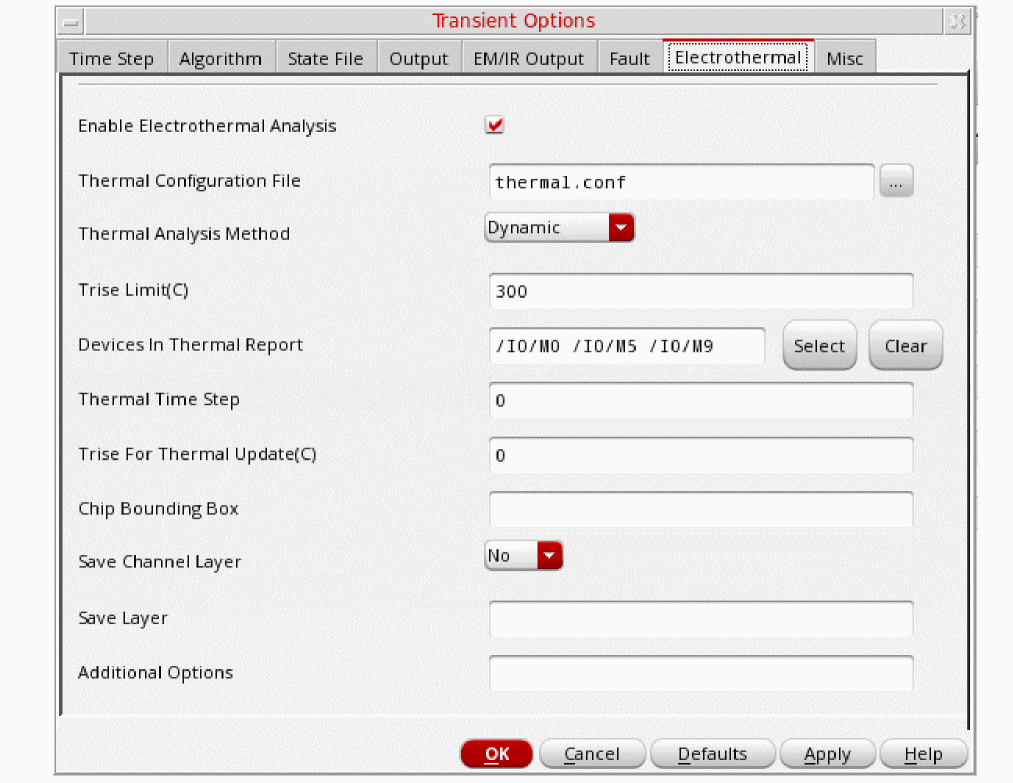 Transient Options
Time Step Algorithm State File Output EM/IR Output Fault Electrothermal Misc
Enable Electrothermal Analysis
Thermal Configuration File thermal.conf ...
Thermal Analysis Method Dynamic
Trise Limit(C) 300
Devices In Thermal Report /IO/M0 /IO/M5 /IO/M9 Select Clear
Thermal Time Step 0
Trise For Thermal Update(C) 0
Chip Bounding Box
Save Channel Layer No
Save Layer
Additional Options
OK Cancel Defaults Apply Help